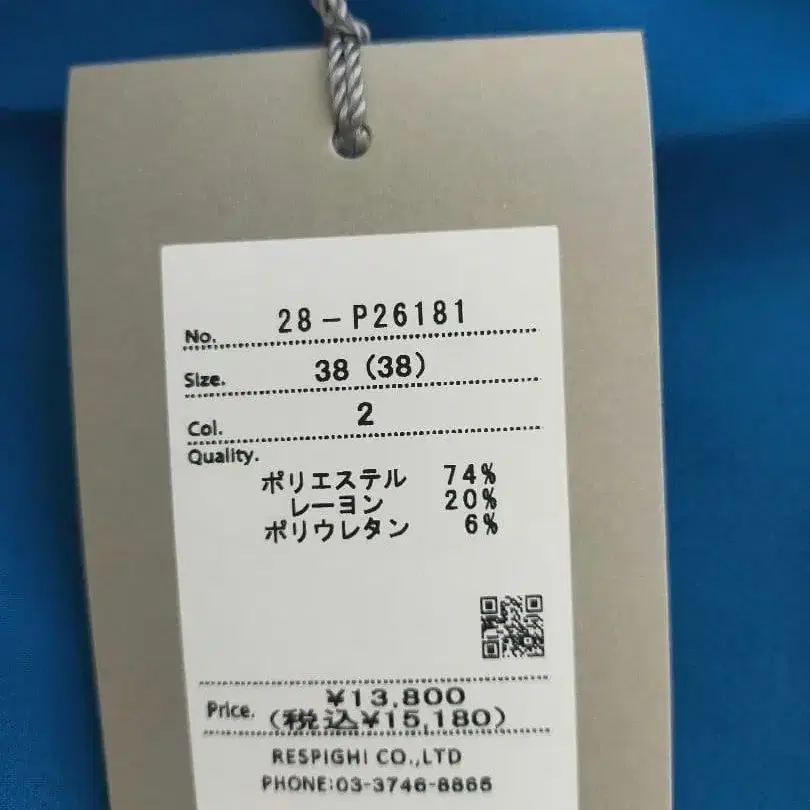 No. 28-P26181
Size. 38 (38)
Col. 2
Quality.
ポリエステル 74%
レーヨン 20%
ポリウレタン 6%
Price. ¥13,800
(税込¥15,180)
RESPIGHI CO.,LTD
PHONE:03-3746-8865